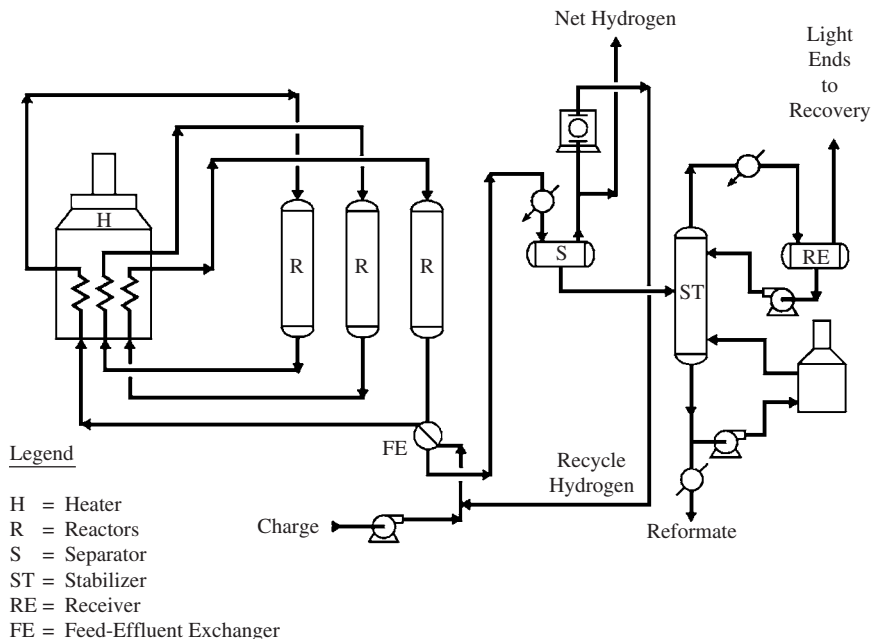 Net Hydrogen
Light
Ends
to
Recovery
H
R
R
R
S
ST
RE
FE
Recycle
Hydrogen
Charge
Reformate
Legend
H = Heater
R = Reactors
S = Separator
ST = Stabilizer
RE = Receiver
FE = Feed-Effluent Exchanger